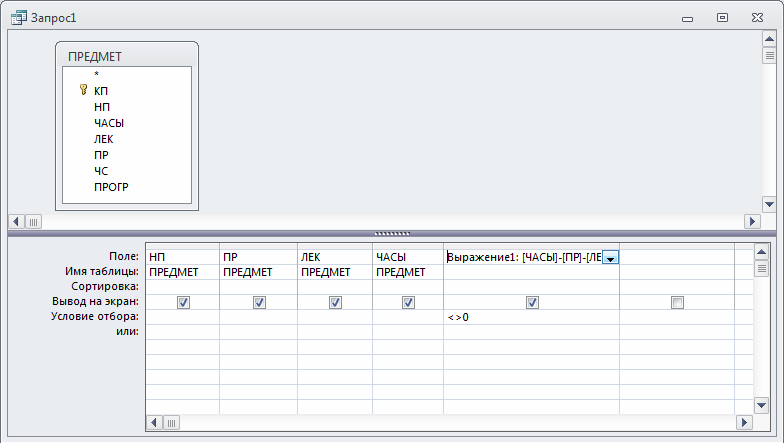 Запрос1
ПРЕДМЕТ
*
КП
НП
ЧАСЫ
ЛЕК
ПР
ЧС
ПРОГР
Поле: НП ПР ЛЕК ЧАСЫ Выражение1: [ЧАСЫ]-[ПР]-[ЛЕ
Имя таблицы: ПРЕДМЕТ ПРЕДМЕТ ПРЕДМЕТ ПРЕДМЕТ
Сортировка:
Вывод на экран:
Условие отбора: <>0
или: